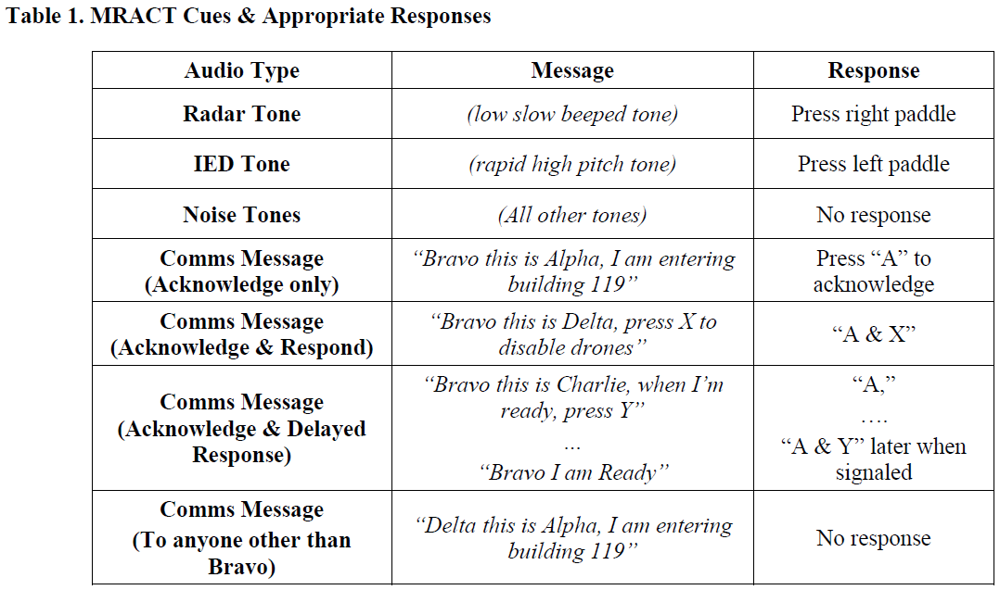 Table 1. MRACT Cues & Appropriate Responses
Audio Type Message Response
Radar Tone (low slow beeped tone) Press right paddle
IED Tone (rapid high pitch tone) Press left paddle
Noise Tones (All other tones) No response
Comms Message
(Acknowledge only)
“Bravo this is Alpha, I am entering
building 119”
Press “A” to
acknowledge
Comms Message
(Acknowledge & Respond)
“Bravo this is Delta, press X to
disable drones”
“A & X”
Comms Message
(Acknowledge & Delayed
Response)
“Bravo this is Charlie, when I’m
ready, press Y”
...
“Bravo I am Ready”
“A,”
….
“A & Y” later when
signaled
Comms Message
(To anyone other than
Bravo)
“Delta this is Alpha, I am entering
building 119”
No response